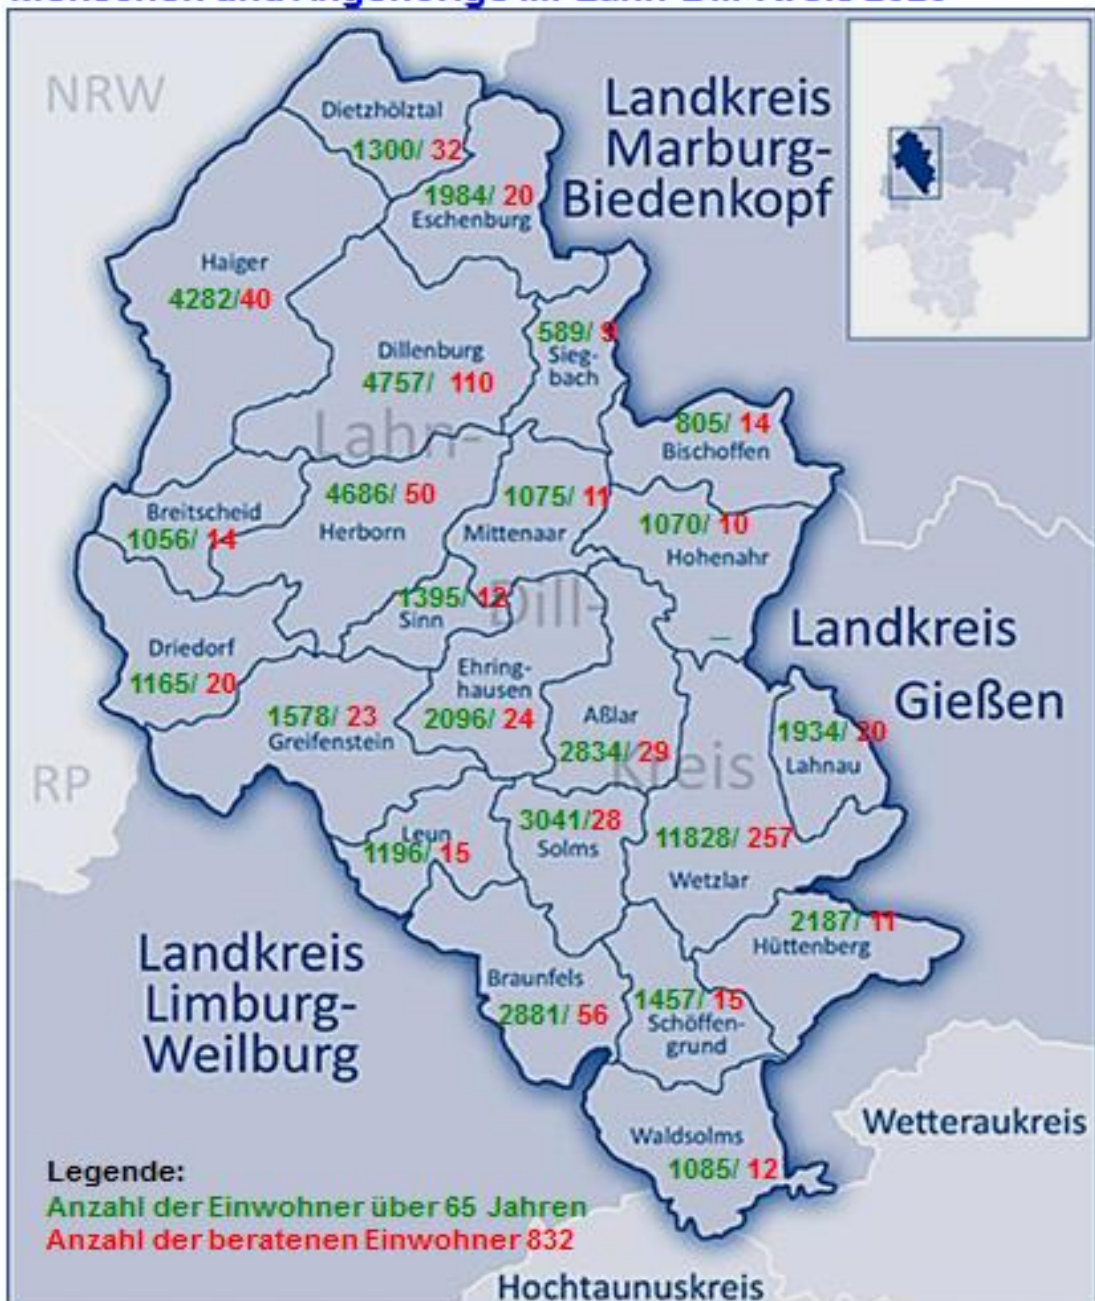 NRW
Landkreis
Marburg-
Biedenkopf
Dietzhölztal
1300/ 32
1984/ 20
Eschenburg
Haiger
4282/40
589/ 9
Sieg-
bach
Dillenburg
4757/ 110
Lahn-
805/ 14
Bischoffen
Breitscheid
1056/ 14
4686/ 50
Herborn
1075/ 11
Mittenaar
1070/ 10
Hohenahr
1395/ 12
Sinn
Dill-
Landkreis
Gießen
Driedorf
1165/ 20
Ehring-
hausen
2096/ 24
1578/ 23
Greifenstein
Aßlar
2834/ 29
Kreis
1934/ 20
Lahnau
RP
Leun
1196/ 15
3041/28
Solms
11828/ 257
Wetzlar
2187/ 11
Hüttenberg
Landkreis
Limburg-
Weilburg
Braunfels
2881/ 56
1457/ 15
Schöffen-
grund
Wetteraukreis
Waldsolms
1085/ 12
Legende:
Anzahl der Einwohner über 65 Jahren
Anzahl der beratenen Einwohner 832
Hochtaunuskreis